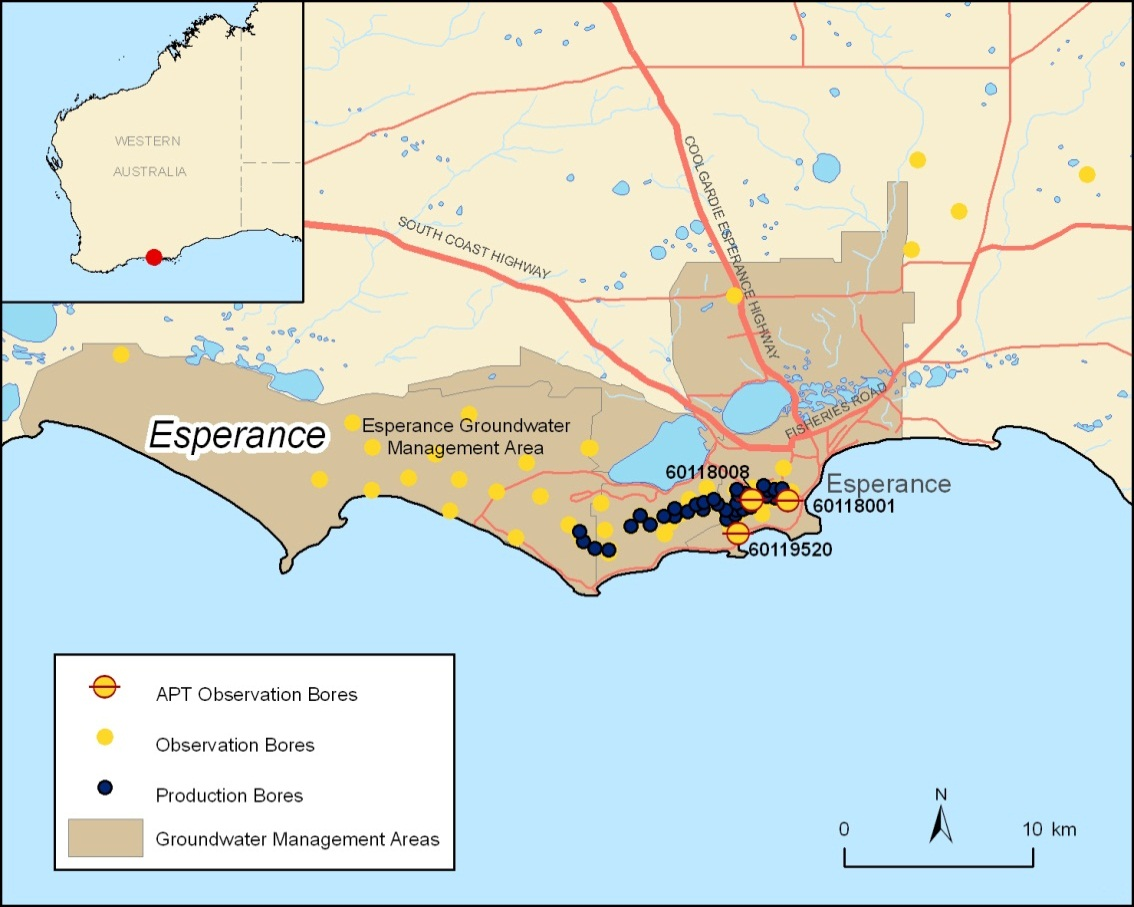 WESTERN
AUSTRALIA
COOLGARDIE ESPERANCE HIGHWAY
SOUTH COAST HIGHWAY
FISHERIES ROAD
Esperance
Esperance Groundwater
Management Area
60118008
Esperance
60118001
60119520
APT Observation Bores
Observation Bores
Production Bores
Groundwater Management Areas
N
0 10 km